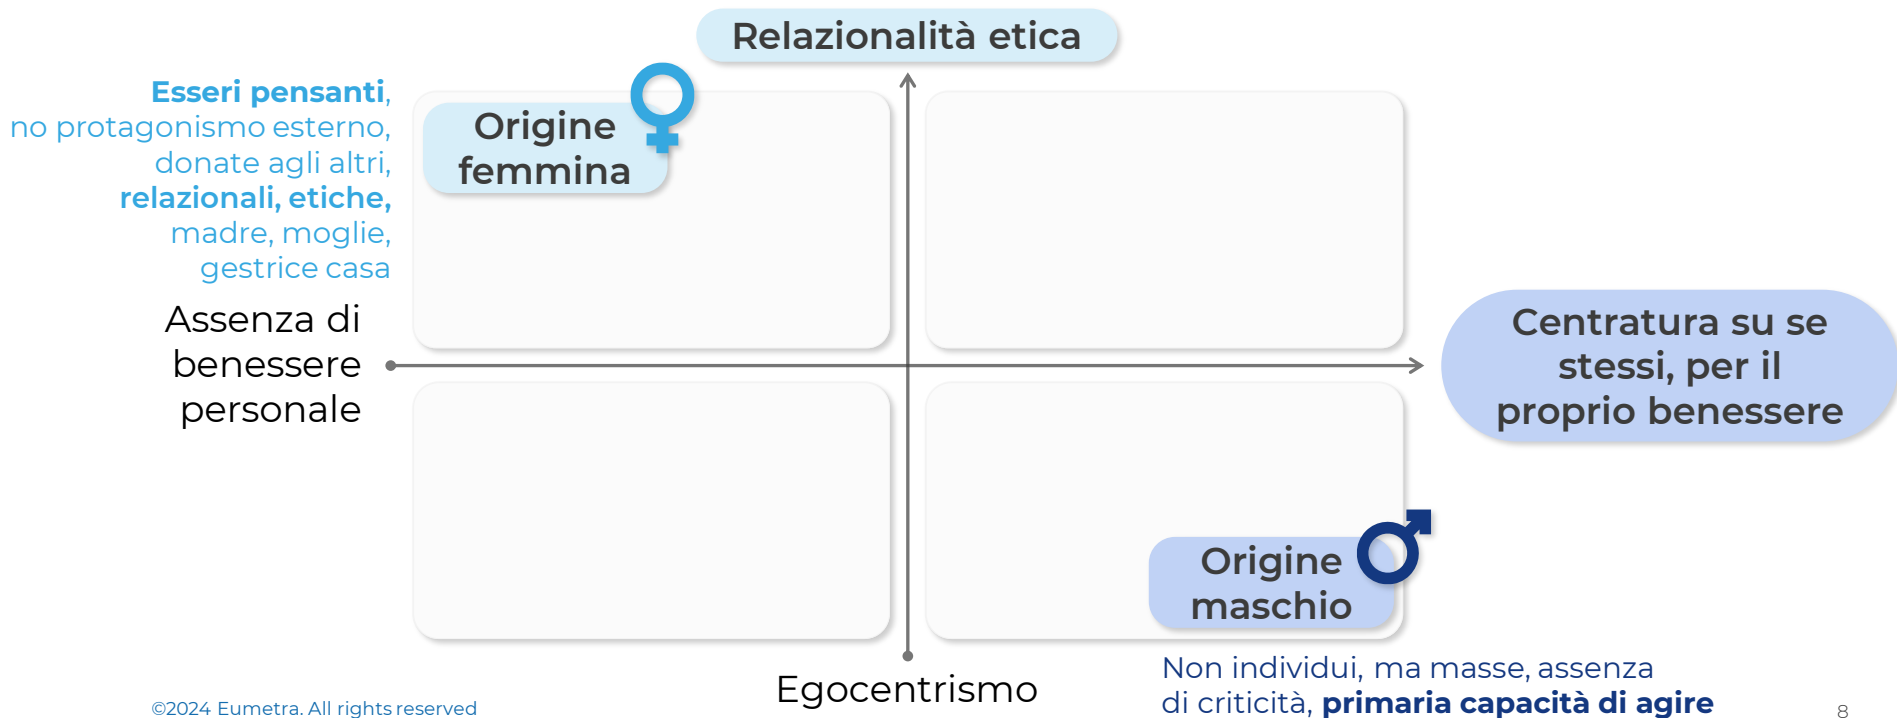 Relazionalità etica
Esseri pensanti,
no protagonismo esterno,
donate agli altri,
relazionali, etiche,
madre, moglie,
gestrice casa
Origine
femmina
Assenza di
benessere
personale
Centratura su se
stessi, per il
proprio benessere
Origine
maschio
Egocentrismo
Non individui, ma masse, assenza
di criticità, primaria capacità di agire
©2024 Eumetra. All rights reserved
8